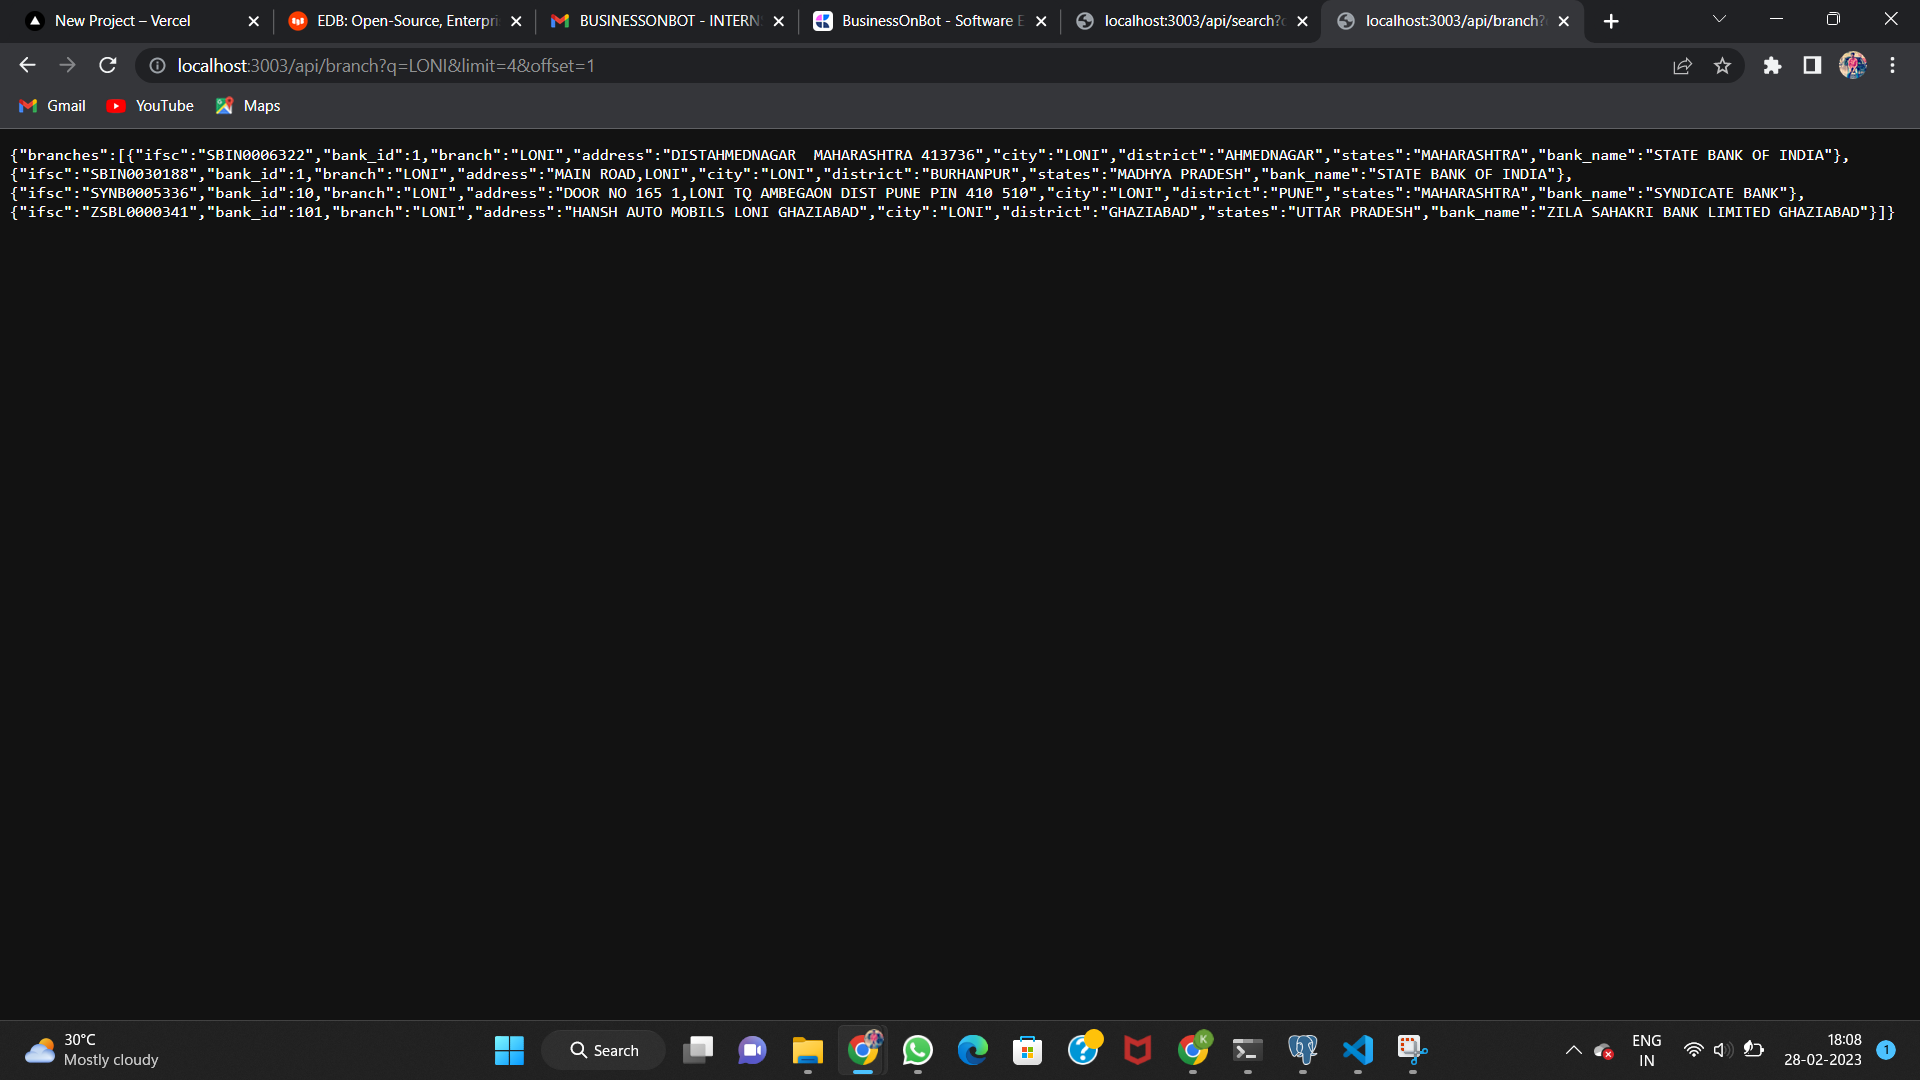 New Project – Vercel
EDB: Open-Source, Enterpri
BUSINESSONBOT - INTERN
BusinessOnBot - Software E
localhost:3003/api/search?
localhost:3003/api/branch?
localhost:3003/api/branch?q=LONI&limit=4&offset=1
Gmail YouTube Maps
{"branches":[{"ifsc":"SBIN0006322","bank_id":1,"branch":"LONI","address":"DISTAHMEDNAGAR  MAHARASHTRA 413736","city":"LONI","district":"AHMEDNAGAR","states":"MAHARASHTRA","bank_name":"STATE BANK OF INDIA"},
{"ifsc":"SBIN0030188","bank_id":1,"branch":"LONI","address":"MAIN ROAD,LONI","city":"LONI","district":"BURHANPUR","states":"MADHYA PRADESH","bank_name":"STATE BANK OF INDIA"},
{"ifsc":"SYNB0005336","bank_id":10,"branch":"LONI","address":"DOOR NO 165 1,LONI TQ AMBEGAON DIST PUNE PIN 410 510","city":"LONI","district":"PUNE","states":"MAHARASHTRA","bank_name":"SYNDICATE BANK"},
{"ifsc":"ZSBL0000341","bank_id":101,"branch":"LONI","address":"HANSH AUTO MOBILS LONI GHAZIABAD","city":"LONI","district":"GHAZIABAD","states":"UTTAR PRADESH","bank_name":"ZILA SAHAKRI BANK LIMITED GHAZIABAD"}]}
30°C
Mostly cloudy
Search
K
ENG
IN
18:08
28-02-2023
1